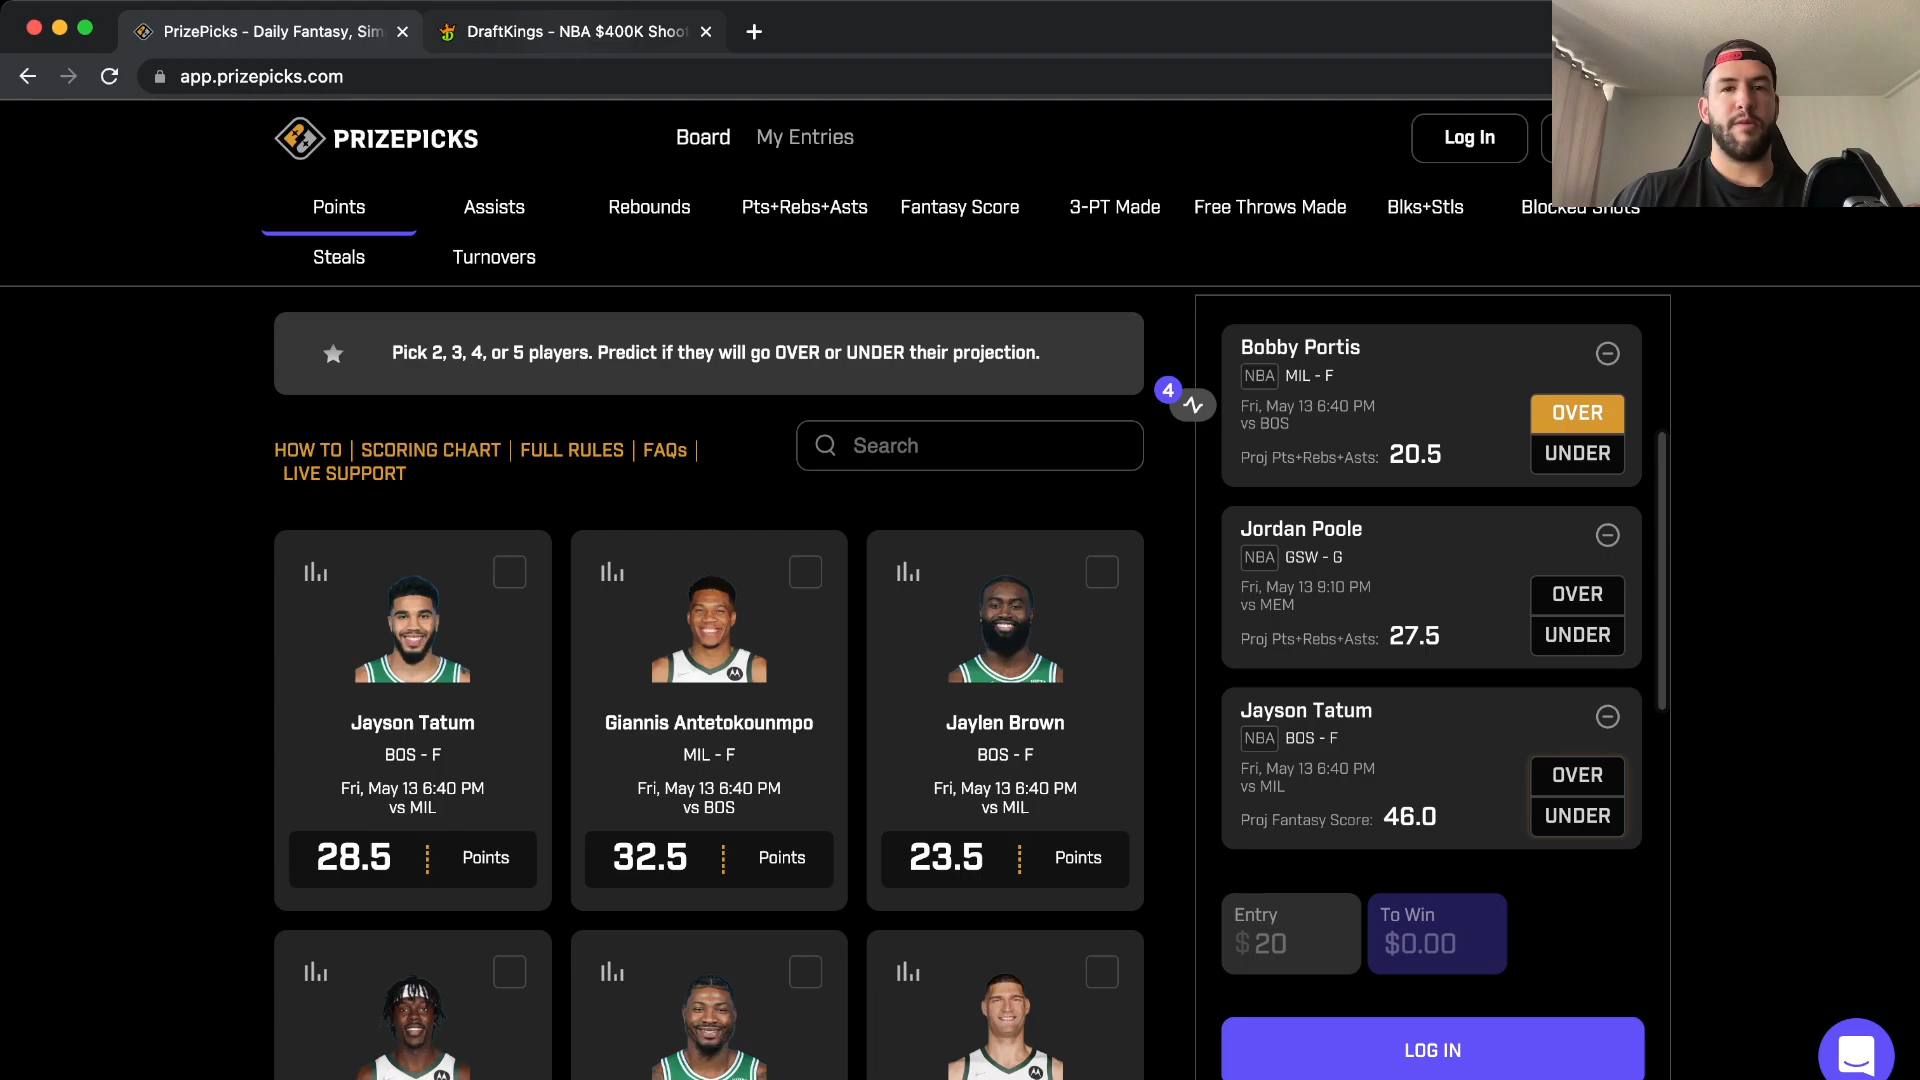 PrizePicks - Daily Fantasy, Sim
DraftKings - NBA $400K Shoot
app.prizepicks.com
PRIZEPICKS
Board
My Entries
Log In
Points
Assists
Rebounds
Pts+Rebs+Asts
Fantasy Score
3-PT Made
Free Throws Made
Blks+Stls
Blocked Shots
Steals
Turnovers
Pick 2, 3, 4, or 5 players. Predict if they will go OVER or UNDER their projection.
HOW TO | SCORING CHART | FULL RULES | FAQs |
LIVE SUPPORT
Search
Jayson Tatum
BOS - F
Fri, May 13 6:40 PM
vs MIL
28.5 Points
Giannis Antetokounmpo
MIL - F
Fri, May 13 6:40 PM
vs BOS
32.5 Points
Jaylen Brown
BOS - F
Fri, May 13 6:40 PM
vs MIL
23.5 Points
4
Bobby Portis
NBA MIL - F
Fri, May 13 6:40 PM
vs BOS
Proj Pts+Rebs+Asts: 20.5
OVER
UNDER
Jordan Poole
NBA GSW - G
Fri, May 13 9:10 PM
vs MEM
Proj Pts+Rebs+Asts: 27.5
OVER
UNDER
Jayson Tatum
NBA BOS - F
Fri, May 13 6:40 PM
vs MIL
Proj Fantasy Score: 46.0
OVER
UNDER
Entry
$ 20
To Win
$0.00
LOG IN